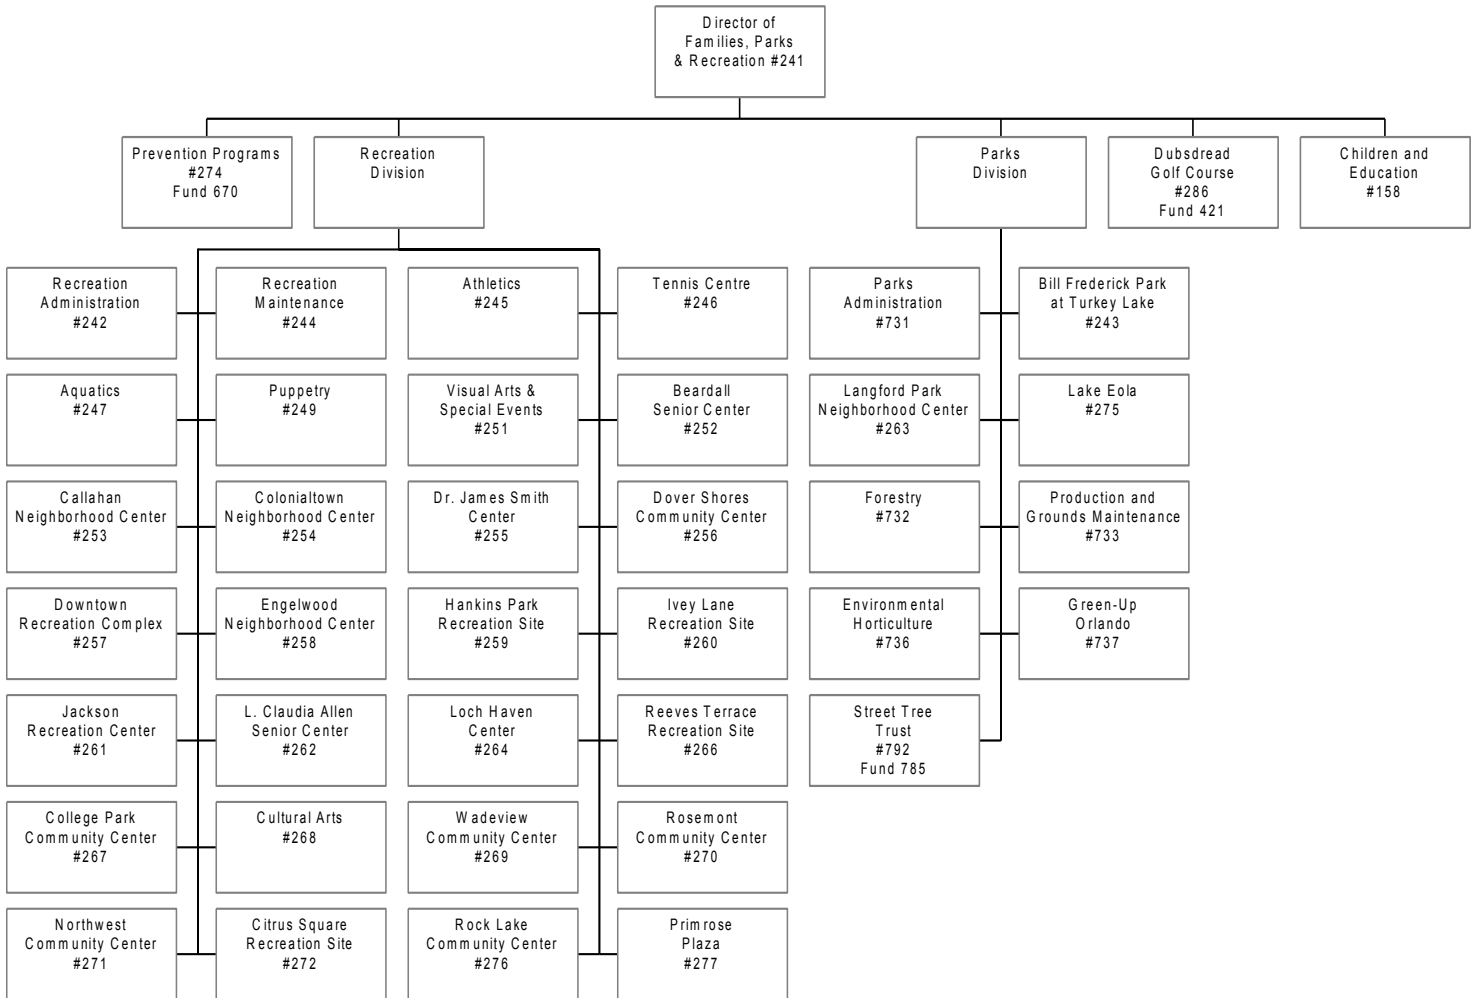 Director of
Families, Parks
& Recreation #241
Prevention Programs
#274
Fund 670
Recreation
Division
Parks
Division
Dubsdread
Golf Course
#286
Fund 421
Children and
Education
#158
Recreation
Administration
#242
Recreation
Maintenance
#244
Athletics
#245
Tennis Centre
#246
Parks
Administration
#731
Bill Frederick Park
at Turkey Lake
#243
Aquatics
#247
Puppetry
#249
Visual Arts &
Special Events
#251
Beardall
Senior Center
#252
Langford Park
Neighborhood Center
#263
Lake Eola
#275
Callahan
Neighborhood Center
#253
Colonialtown
Neighborhood Center
#254
Dr. James Smith
Center
#255
Dover Shores
Community Center
#256
Forestry
#732
Production and
Grounds Maintenance
#733
Downtown
Recreation Complex
#257
Engelwood
Neighborhood Center
#258
Hankins Park
Recreation Site
#259
Ivey Lane
Recreation Site
#260
Environmental
Horticulture
#736
Green-Up
Orlando
#737
Jackson
Recreation Center
#261
L. Claudia Allen
Senior Center
#262
Loch Haven
Center
#264
Reeves Terrace
Recreation Site
#266
Street Tree
Trust
#792
Fund 785
College Park
Community Center
#267
Cultural Arts
#268
Wadeview
Community Center
#269
Rosemont
Community Center
#270
Northwest
Community Center
#271
Citrus Square
Recreation Site
#272
Rock Lake
Community Center
#276
Primrose
Plaza
#277